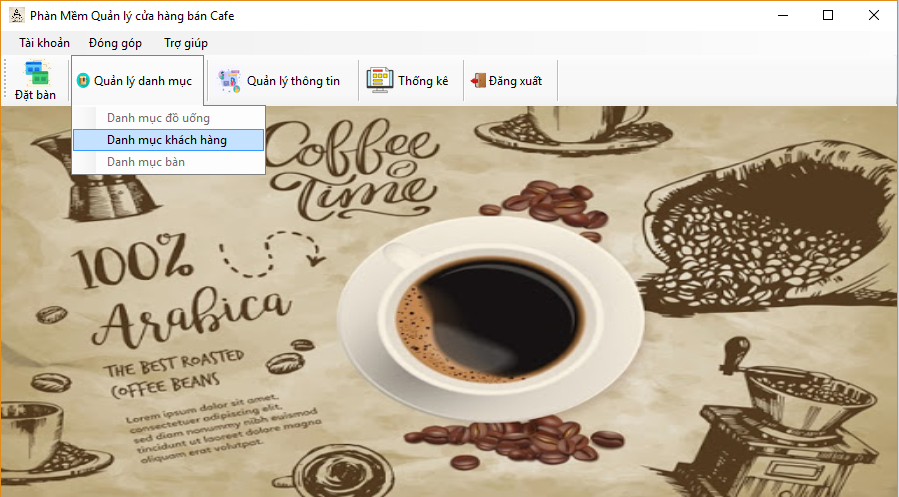 Phàn Mềm Quản lý cửa hàng bán Cafe
Tài khoản Đóng góp Trợ giúp
Đặt bàn Quản lý danh mục Quản lý thông tin Thống kê Đăng xuất
Danh mục đồ uống
Danh mục khách hàng
Danh mục bàn
Coffee
Time
100%
Arabica
THE BEST ROASTED
COFFEE BEANS
Lorem ipsum dolor sit amet,
consectetuer adipiscing elit,
sed diam nonummy nibh euismod
tincidunt ut laoreet dolore magna
aliquam erat volutpat.